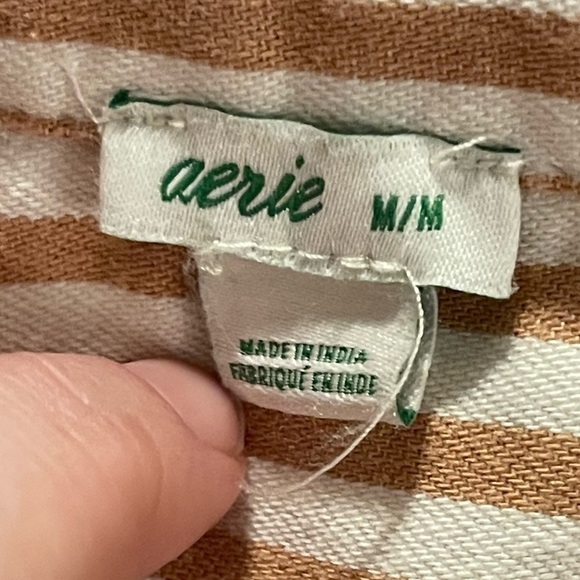 aerie M/M
MADE IN INDIA
FABRIQUÉ EN INDE